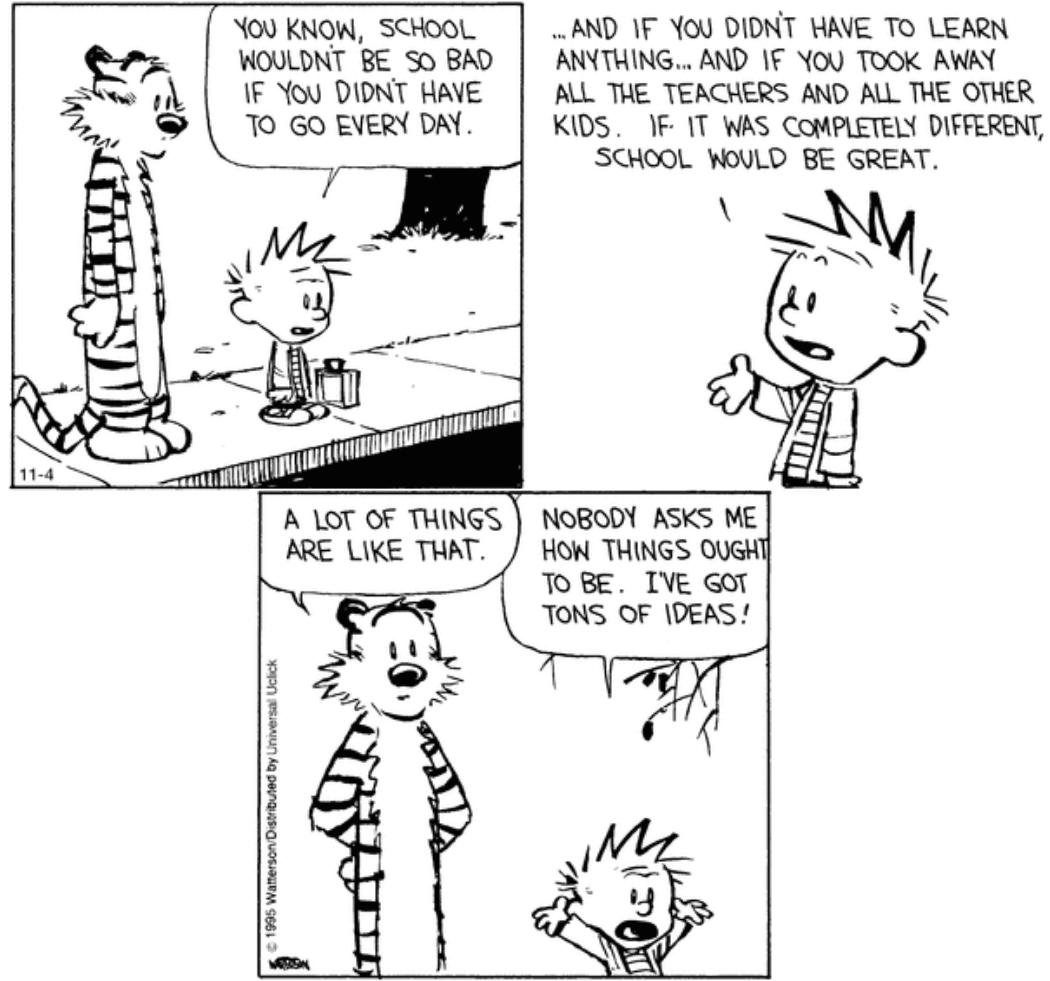 YOU KNOW, SCHOOL
WOULDN'T BE SO BAD
IF YOU DIDN'T HAVE
TO GO EVERY DAY.
11-4
...AND IF YOU DIDN'T HAVE TO LEARN
ANYTHING... AND IF YOU TOOK AWAY
ALL THE TEACHERS AND ALL THE OTHER
KIDS. IF IT WAS COMPLETELY DIFFERENT,
SCHOOL WOULD BE GREAT.
A LOT OF THINGS
ARE LIKE THAT.
NOBODY ASKS ME
HOW THINGS OUGHT
TO BE. I'VE GOT
TONS OF IDEAS!
© 1995 Watterson/Distributed by Universal Uclick
WATTERSON